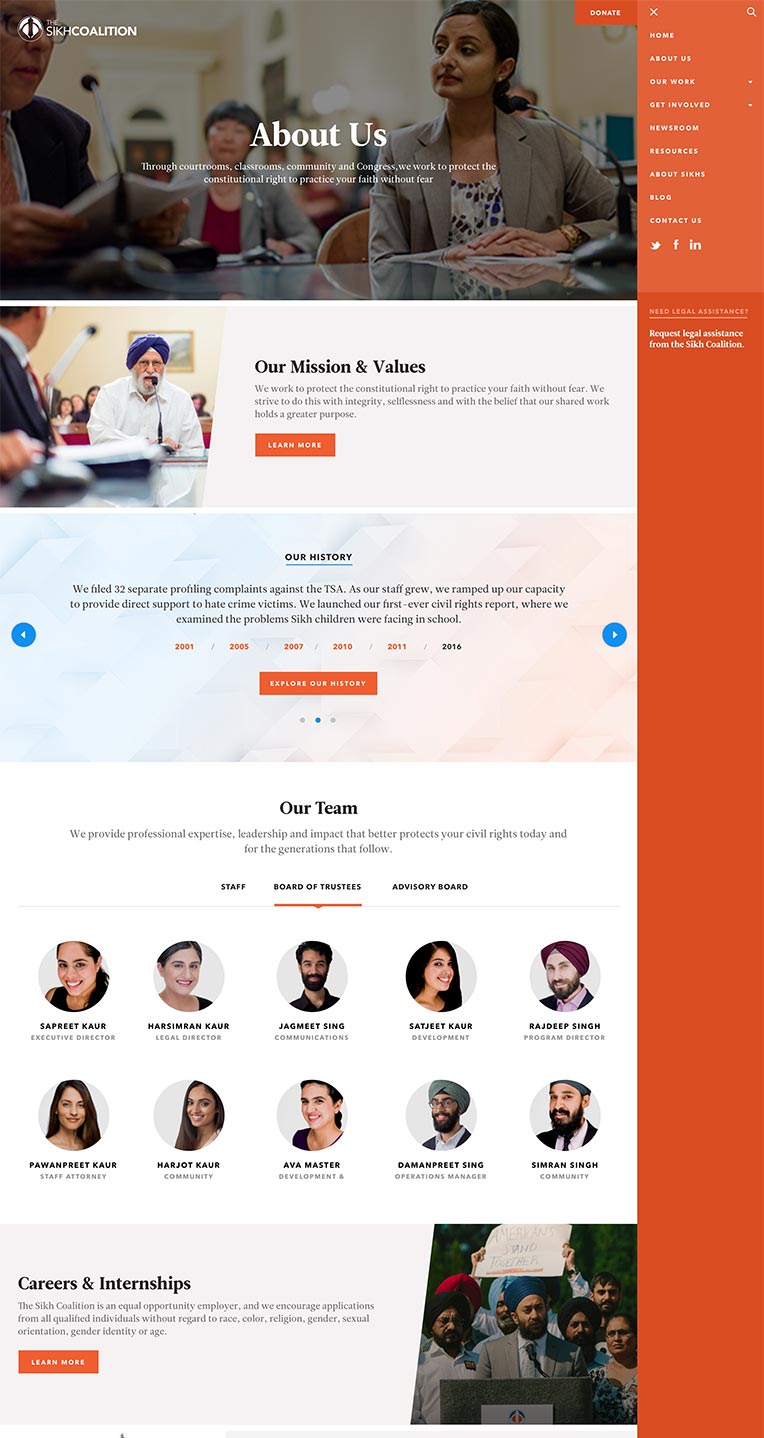 THE
SIKHCOALITION
DONATE
About Us
Through courtrooms, classrooms, community and Congress,we work to protect the
constitutional right to practice your faith without fear
HOME
ABOUT US
OUR WORK
GET INVOLVED
NEWSROOM
RESOURCES
ABOUT SIKHS
BLOG
CONTACT US
f in
NEED LEGAL ASSISTANCE?
Request legal assistance
from the Sikh Coalition.
Our Mission & Values
We work to protect the constitutional right to practice your faith without fear. We
strive to do this with integrity, selflessness and with the belief that our shared work
holds a greater purpose.
LEARN MORE
OUR HISTORY
We filed 32 separate profiling complaints against the TSA. As our staff grew, we ramped up our capacity
to provide direct support to hate crime victims. We launched our first-ever civil rights report, where we
examined the problems Sikh children were facing in school.
2001 / 2005 / 2007 / 2010 / 2011 / 2016
EXPLORE OUR HISTORY
Our Team
We provide professional expertise, leadership and impact that better protects your civil rights today and
for the generations that follow.
STAFF BOARD OF TRUSTEES ADVISORY BOARD
SAPREET KAUR HARSIMRAN KAUR JAGMEET SING SATJEET KAUR RAJDEEP SINGH
EXECUTIVE DIRECTOR LEGAL DIRECTOR COMMUNICATIONS DEVELOPMENT PROGRAM DIRECTOR
PAWANPREET KAUR HARJOT KAUR AVA MASTER DAMANPREET SING SIMRAN SINGH
STAFF ATTORNEY COMMUNITY DEVELOPMENT & OPERATIONS MANAGER COMMUNITY
AMERICANS
STAND
TOGETHER
Careers & Internships
The Sikh Coalition is an equal opportunity employer, and we encourage applications
from all qualified individuals without regard to race, color, religion, gender, sexual
orientation, gender identity or age.
LEARN MORE